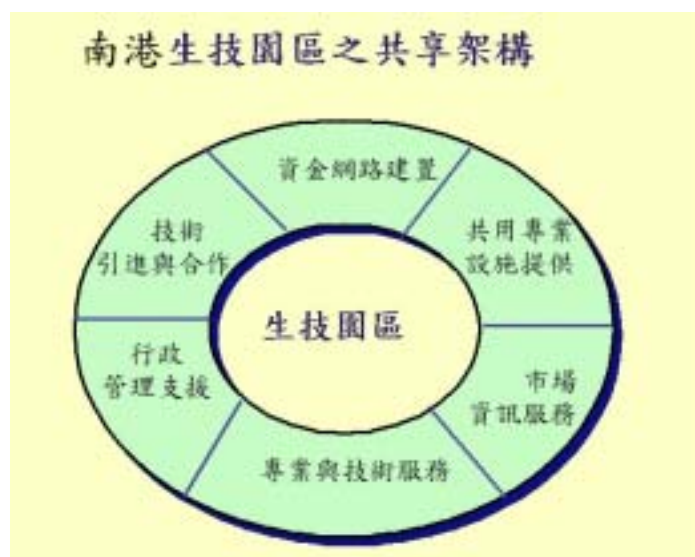 南港生技園區之共享架構
資金網路建置
技術
引進與合作
共用專業
設施提供
生技園區
行政
管理支援
市場
資訊服務
專業與技術服務